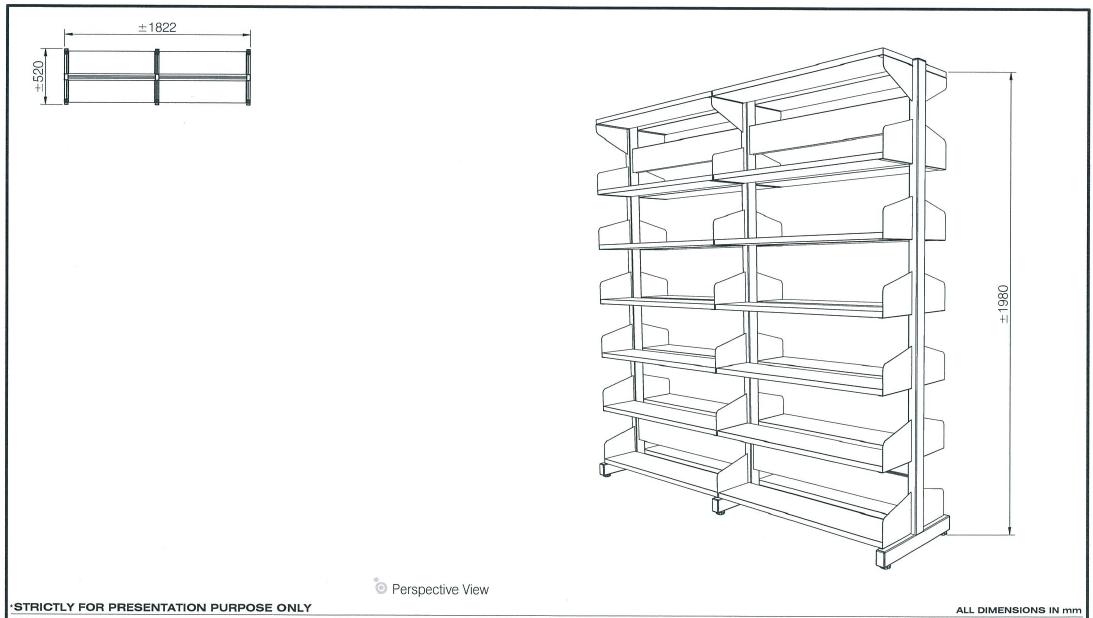 ±1822
±520
±1980
Perspective View
*STRICTLY FOR PRESENTATION PURPOSE ONLY
ALL DIMENSIONS IN mm